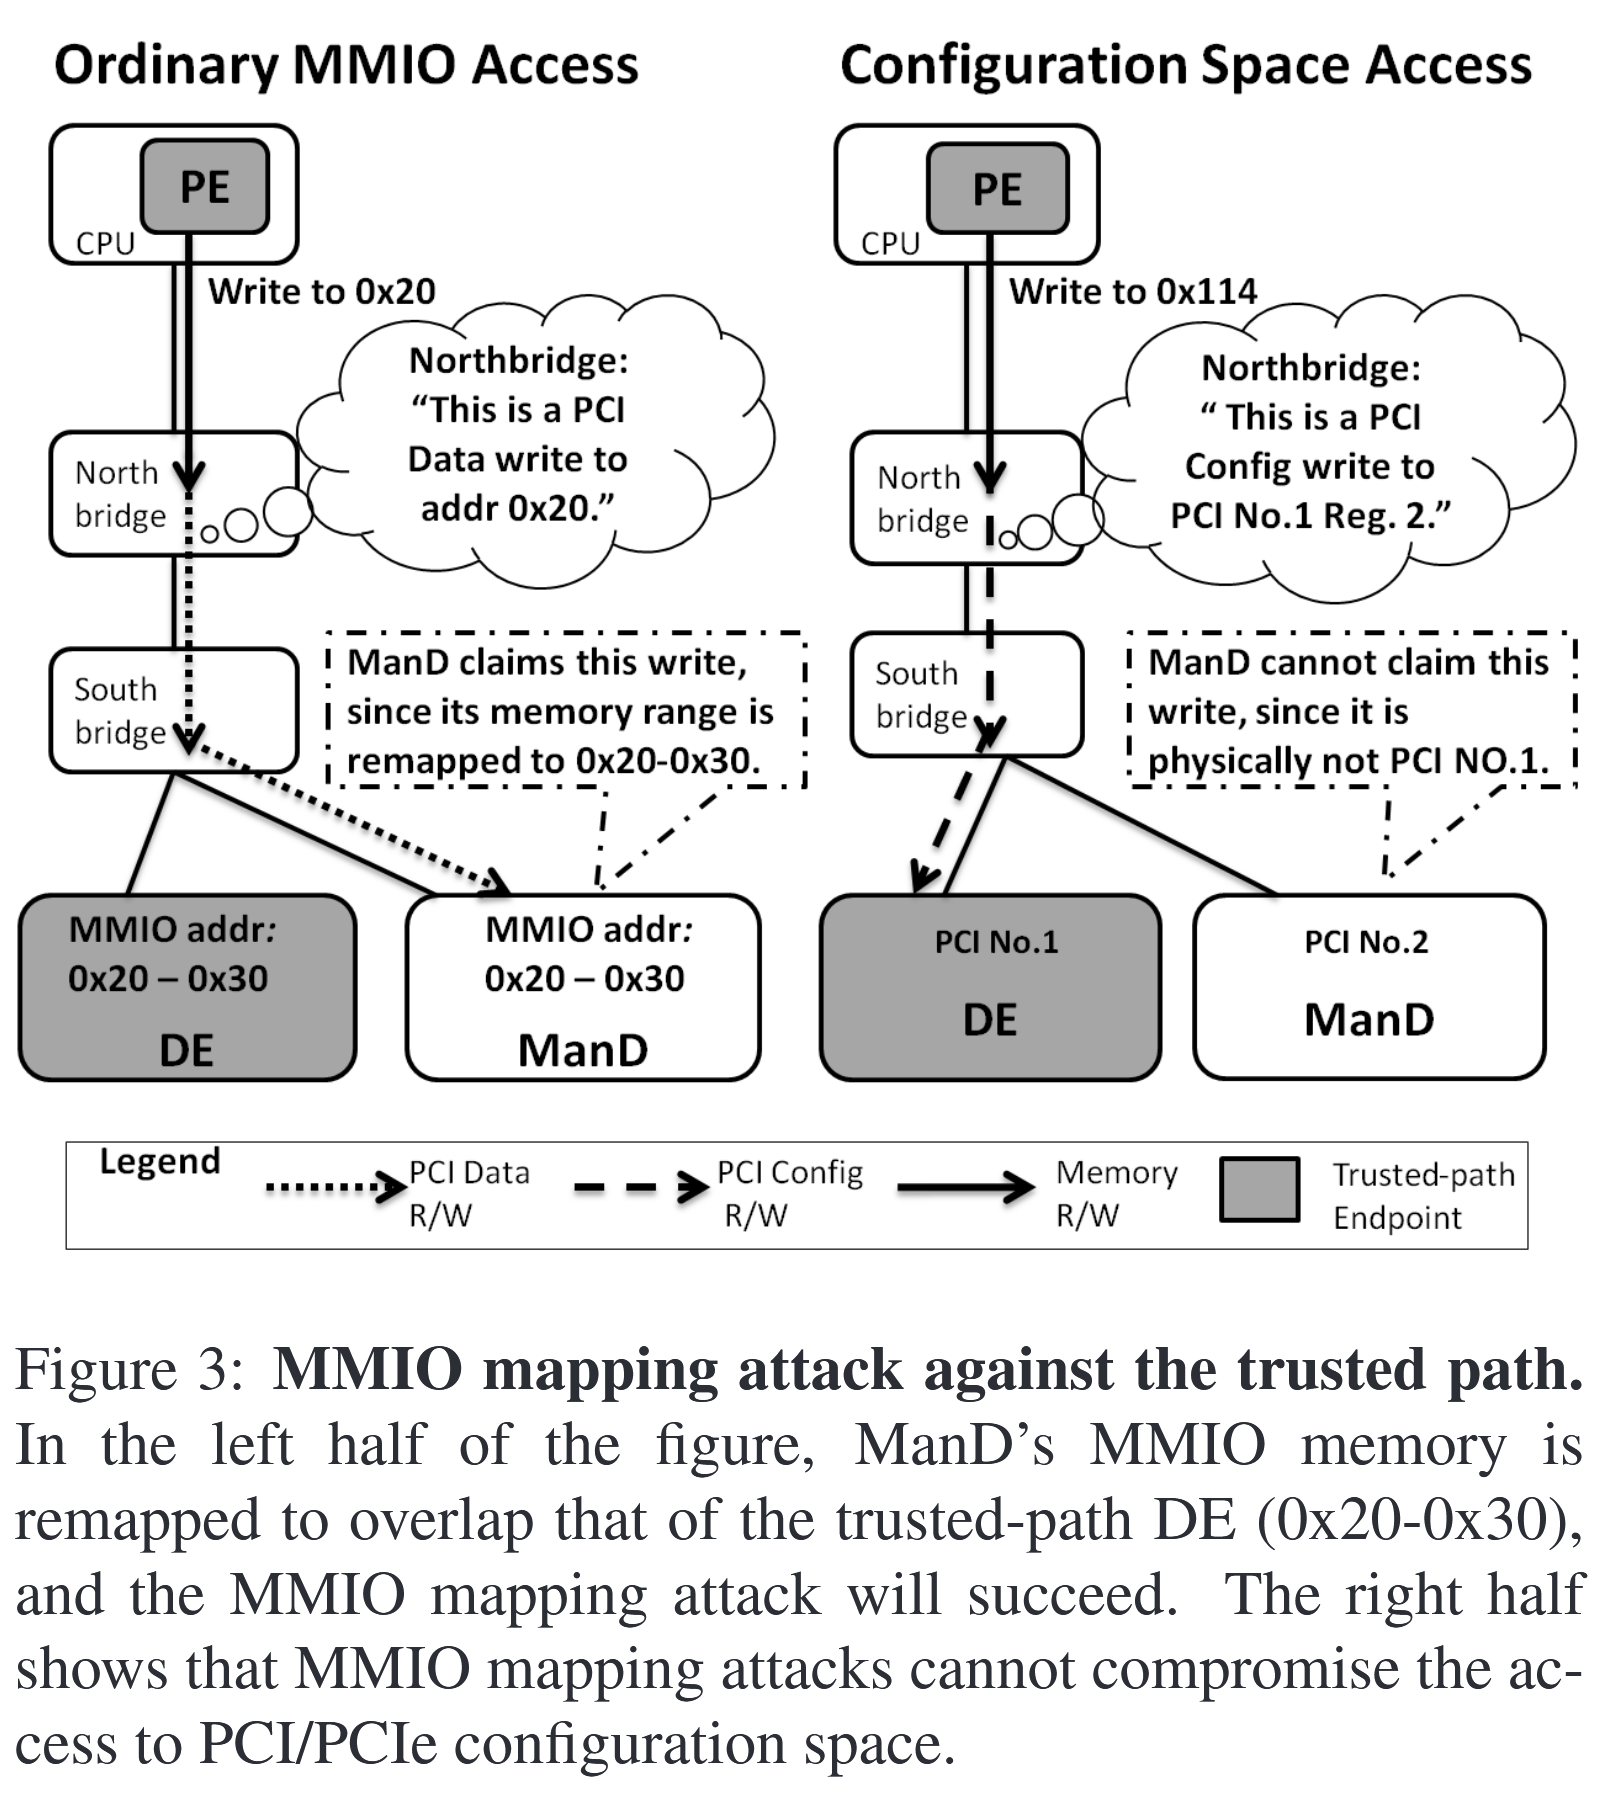 Ordinary MMIO Access
PE
CPU
Write to 0x20
Northbridge:
“This is a PCI
Data write to
addr 0x20.”
North
bridge
South
bridge
ManD claims this write,
since its memory range is
remapped to 0x20-0x30.
MMIO addr:
0x20 – 0x30
DE
MMIO addr:
0x20 – 0x30
ManD
Configuration Space Access
PE
CPU
Write to 0x114
Northbridge:
“ This is a PCI
Config write to
PCI No.1 Reg. 2.”
North
bridge
South
bridge
ManD cannot claim this
write, since it is
physically not PCI NO.1.
PCI No.1
DE
PCI No.2
ManD
Legend
PCI Data
R/W
PCI Config
R/W
Memory
R/W
Trusted-path
Endpoint
Figure 3: MMIO mapping attack against the trusted path.
In the left half of the figure, ManD’s MMIO memory is
remapped to overlap that of the trusted-path DE (0x20-0x30),
and the MMIO mapping attack will succeed. The right half
shows that MMIO mapping attacks cannot compromise the ac-
cess to PCI/PCIe configuration space.